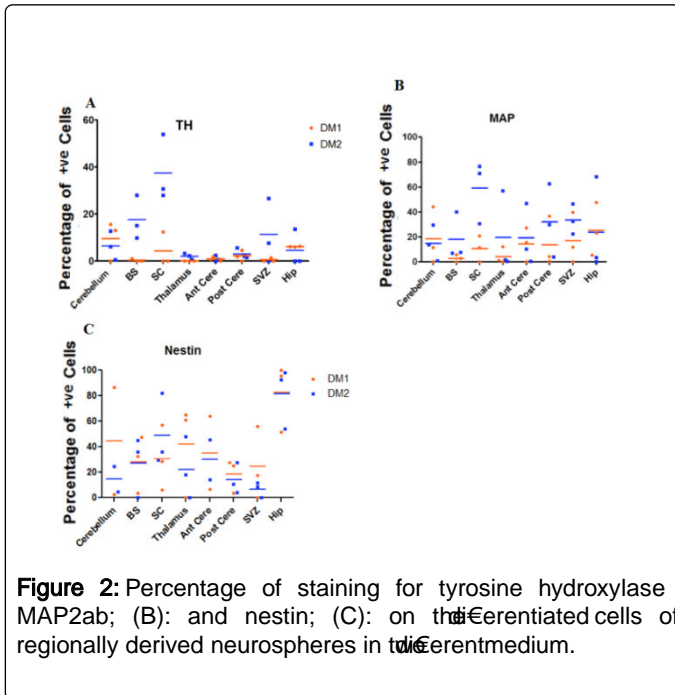 A
TH
Percentage of +ve Cells
60
40
20
0
DM1
DM2
Cerebellum
BS
SC
Thalamus
Ant Cere
Post Cere
SVZ
Hip
B
MAP
Percentage of +ve Cells
100
80
60
40
20
0
Cerebellum
BS
SC
Thalamus
Ant Cere
Post Cere
SVZ
Hip
C
Nestin
Percentage of +ve Cells
100
80
60
40
20
0
DM1
DM2
Cerebellum
BS
SC
Thalamus
Ant Cere
Post Cere
SVZ
Hip
Figure 2: Percentage of staining for tyrosine hydroxylase
MAP2ab; (B): and nestin; (C): on cells of
regionally derived neurospheres in medium.